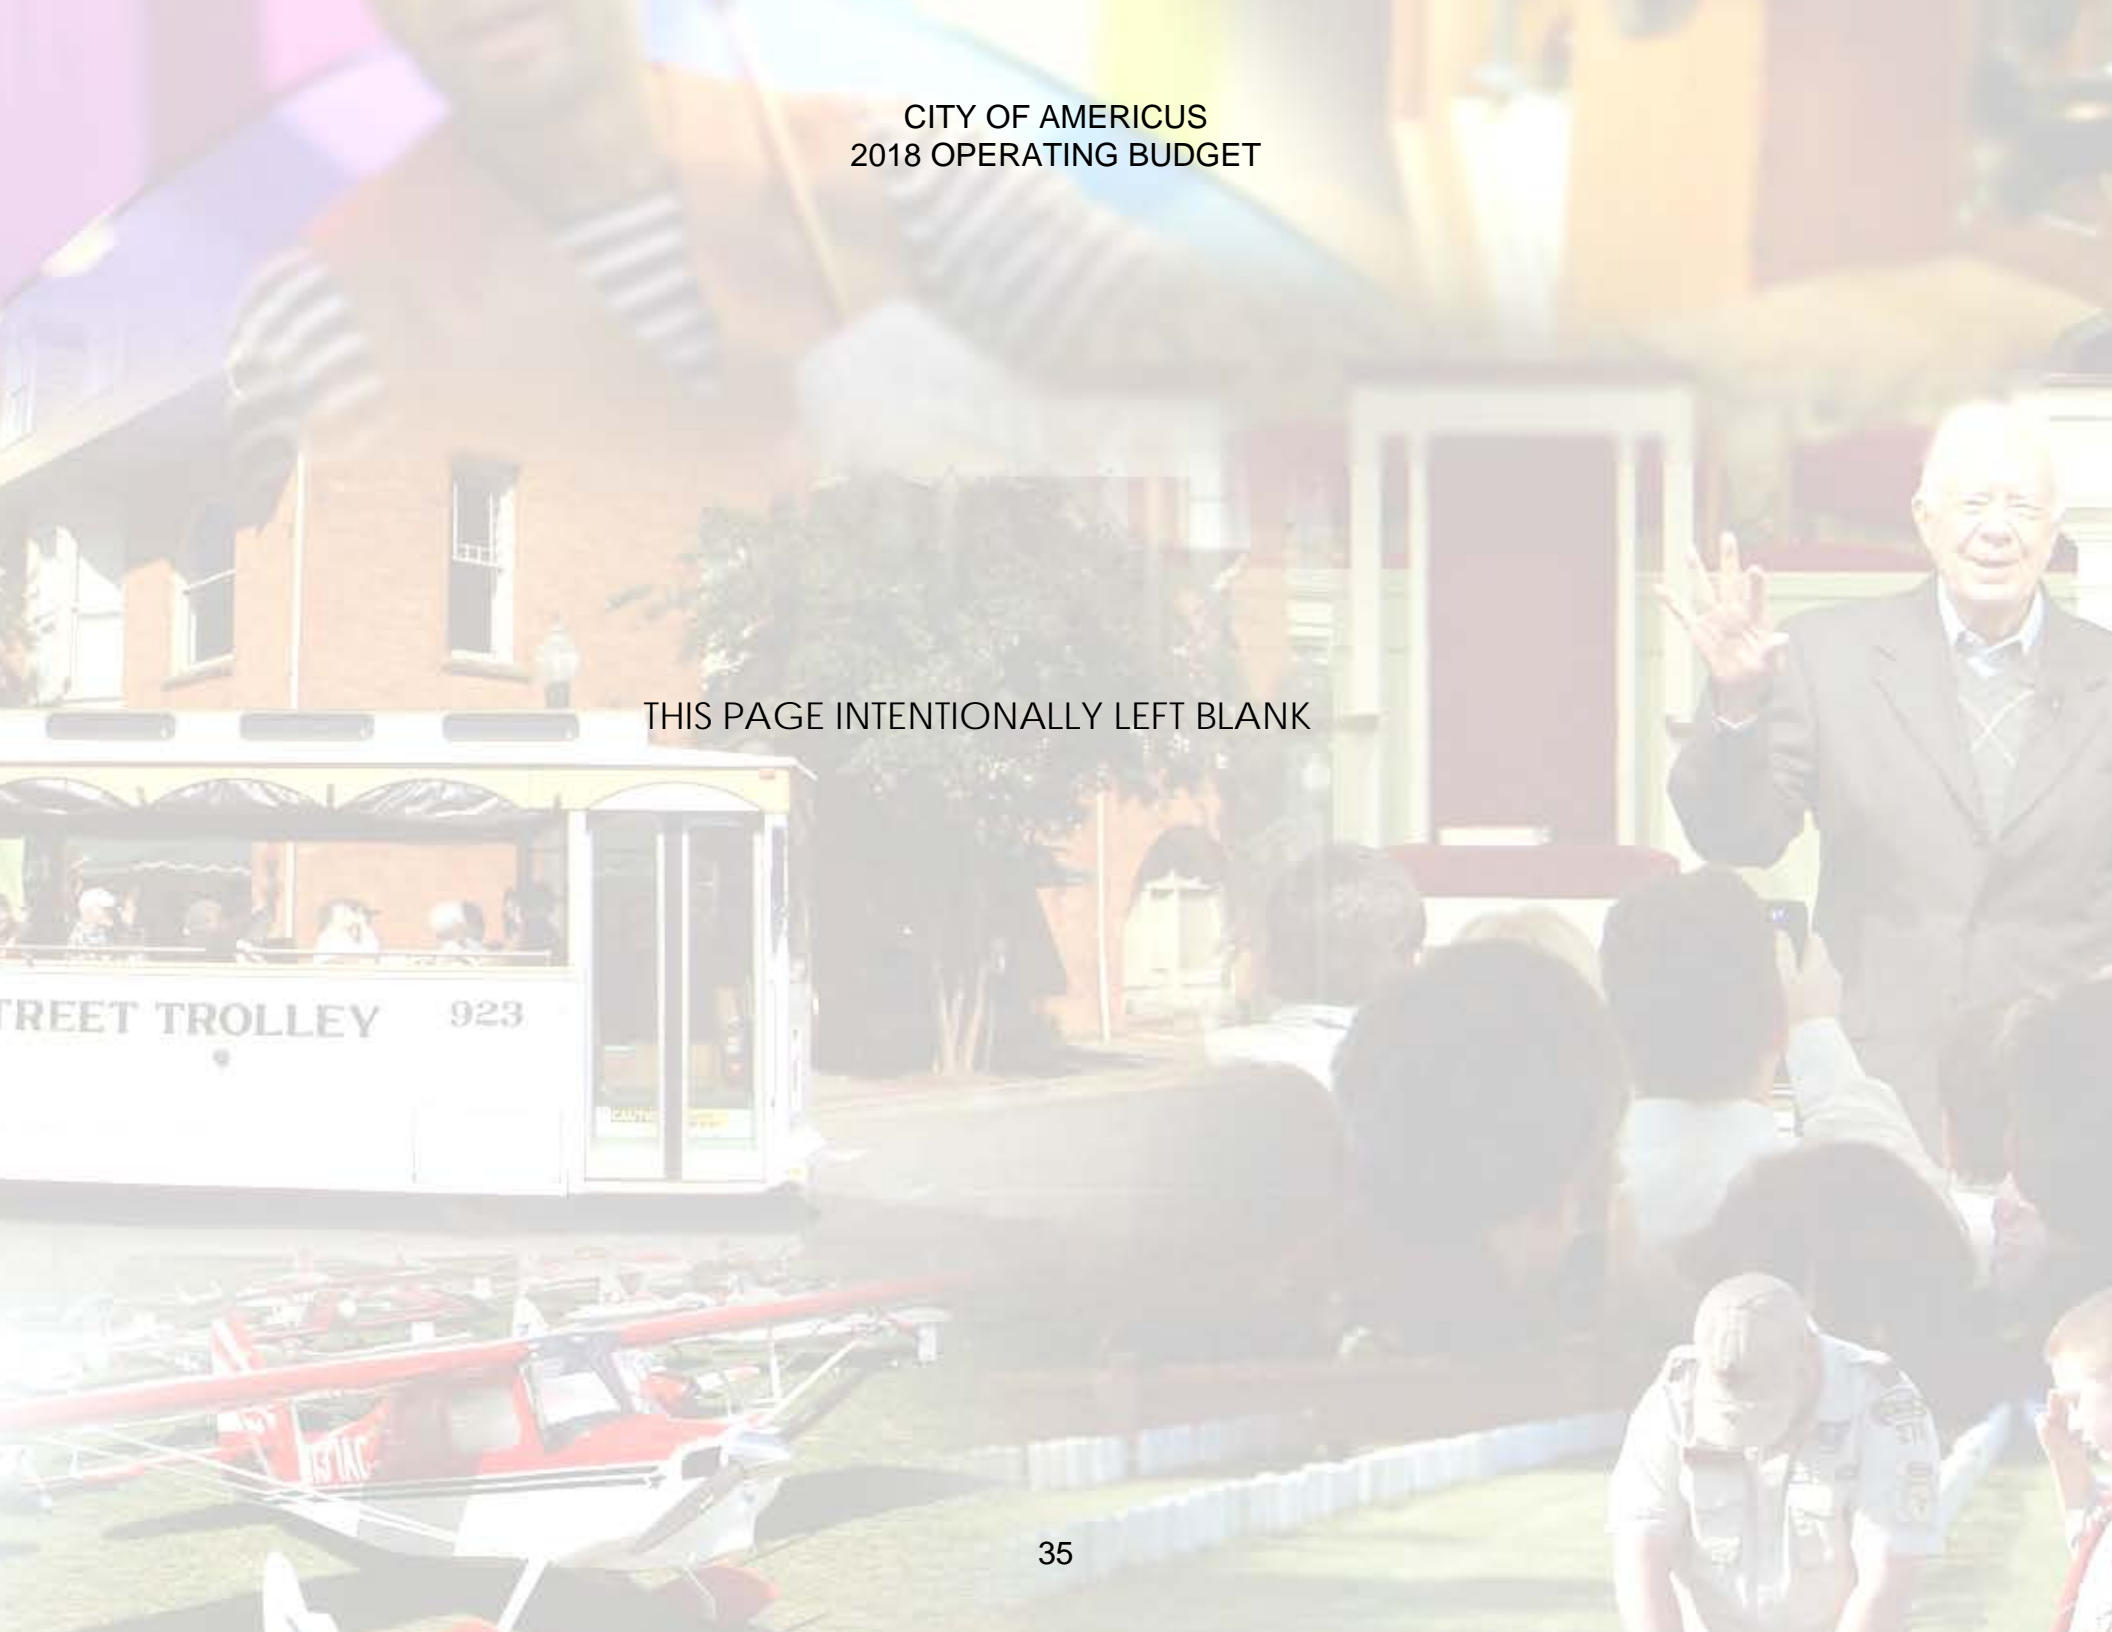 CITY OF AMERICUS
2018 OPERATING BUDGET
THIS PAGE INTENTIONALLY LEFT BLANK
TREET TROLLEY 923
35